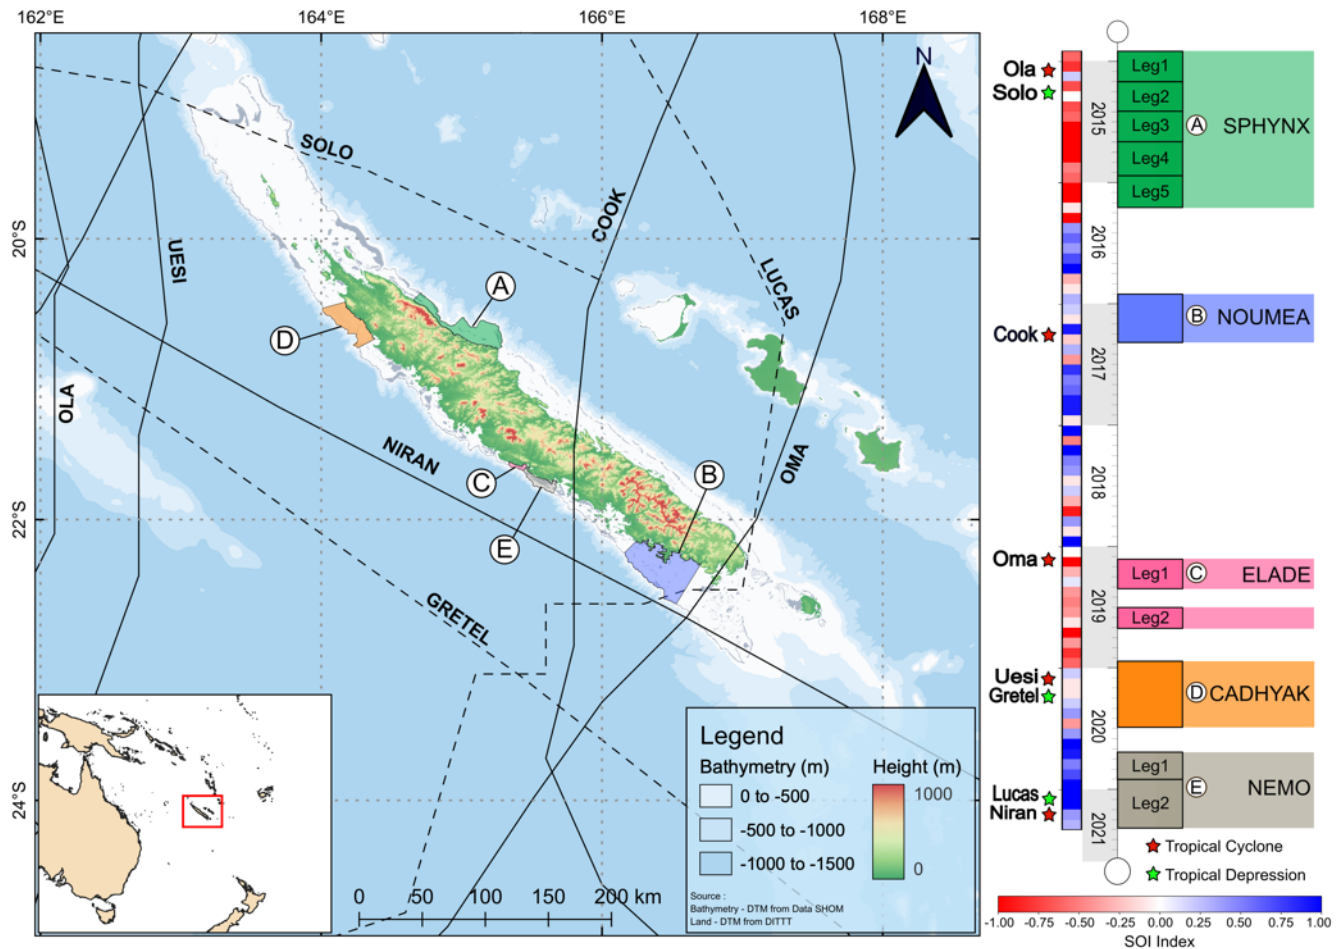 162°E
164°E
166°E
168°E
20°S
22°S
24°S
N
SOLO
UESI
COOK
LUCAS
A
D
OLA
NIRAN
C
B
OMA
E
GRETEL
Legend
Bathymetry (m)
0 to -500
-500 to -1000
-1000 to -1500
Height (m)
1000
0
Source :
Bathymetry - DTM from Data SHOM
Land - DTM from DITTT
0 50 100 150 200 km
Ola
Solo
Cook
Oma
Uesi
Gretel
Lucas
Niran
2015
2016
2017
2018
2019
2020
2021
Leg1
Leg2
Leg3
Leg4
Leg5
A SPHYNX
B NOUMEA
Leg1
C ELADE
Leg2
D CADHYAK
Leg1
Leg2
E NEMO
Tropical Cyclone
Tropical Depression
-1.00 -0.75 -0.50 -0.25 0.00 0.25 0.50 0.75 1.00
SOI Index